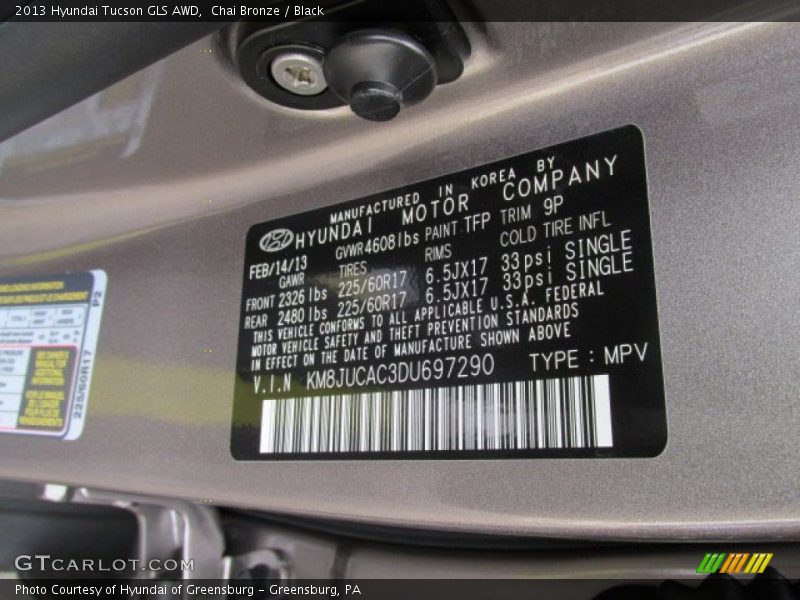 2013 Hyundai Tucson GLS AWD, Chai Bronze / Black
MANUFACTURED IN KOREA BY
HYUNDAI MOTOR COMPANY
FEB/14/13 GVWR 4608 lbs PAINT TFP TRIM 9P
GAWR TIRES RIMS COLD TIRE INFL
FRONT 2326 lbs 225/60R17 6.5JX17 33psi SINGLE
REAR 2480 lbs 225/60R17 6.5JX17 33psi SINGLE
THIS VEHICLE CONFORMS TO ALL APPLICABLE U.S.A. FEDERAL
MOTOR VEHICLE SAFETY AND THEFT PREVENTION STANDARDS
IN EFFECT ON THE DATE OF MANUFACTURE SHOWN ABOVE
V.I.N KM8JUCAC3DU697290 TYPE : MPV
P2
225/60R17
GTCARLOT.COM
Photo Courtesy of Hyundai of Greensburg - Greensburg, PA